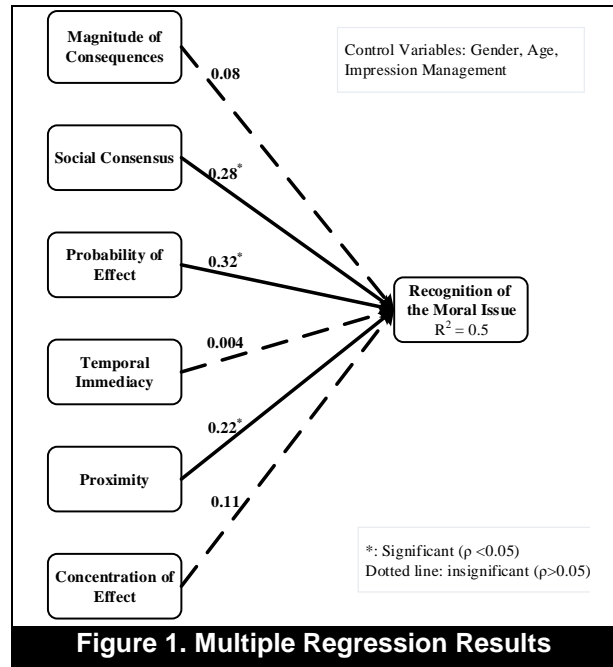 Magnitude of
Consequences
Control Variables: Gender, Age,
Impression Management
0.08
Social Consensus
0.28*
Probability of
Effect
0.32*
Recognition of
the Moral Issue
R² = 0.5
Temporal
Immediacy
0.004
Proximity
0.22*
0.11
Concentration of
Effect
*: Significant (ρ <0.05)
Dotted line: insignificant (ρ>0.05)
Figure 1. Multiple Regression Results